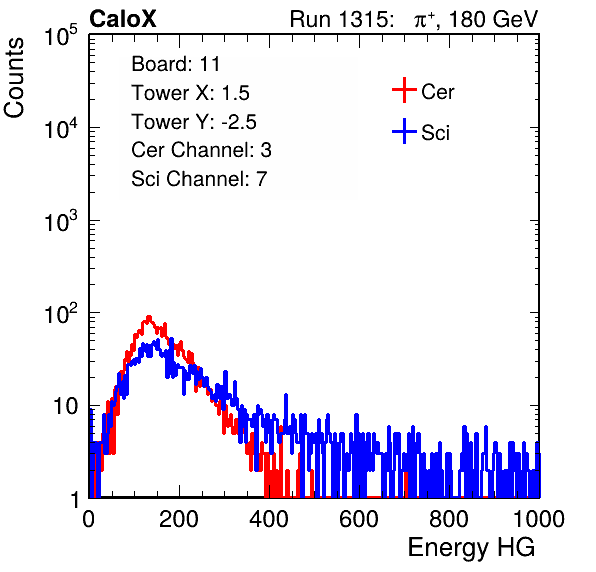 CaloX Run 1315: π⁺, 180 GeV
Board: 11
Tower X: 1.5
Tower Y: -2.5
Cer Channel: 3
Sci Channel: 7
Cer
Sci
Counts
10⁵
10⁴
10³
10²
10
1
0 200 400 600 800 1000
Energy HG